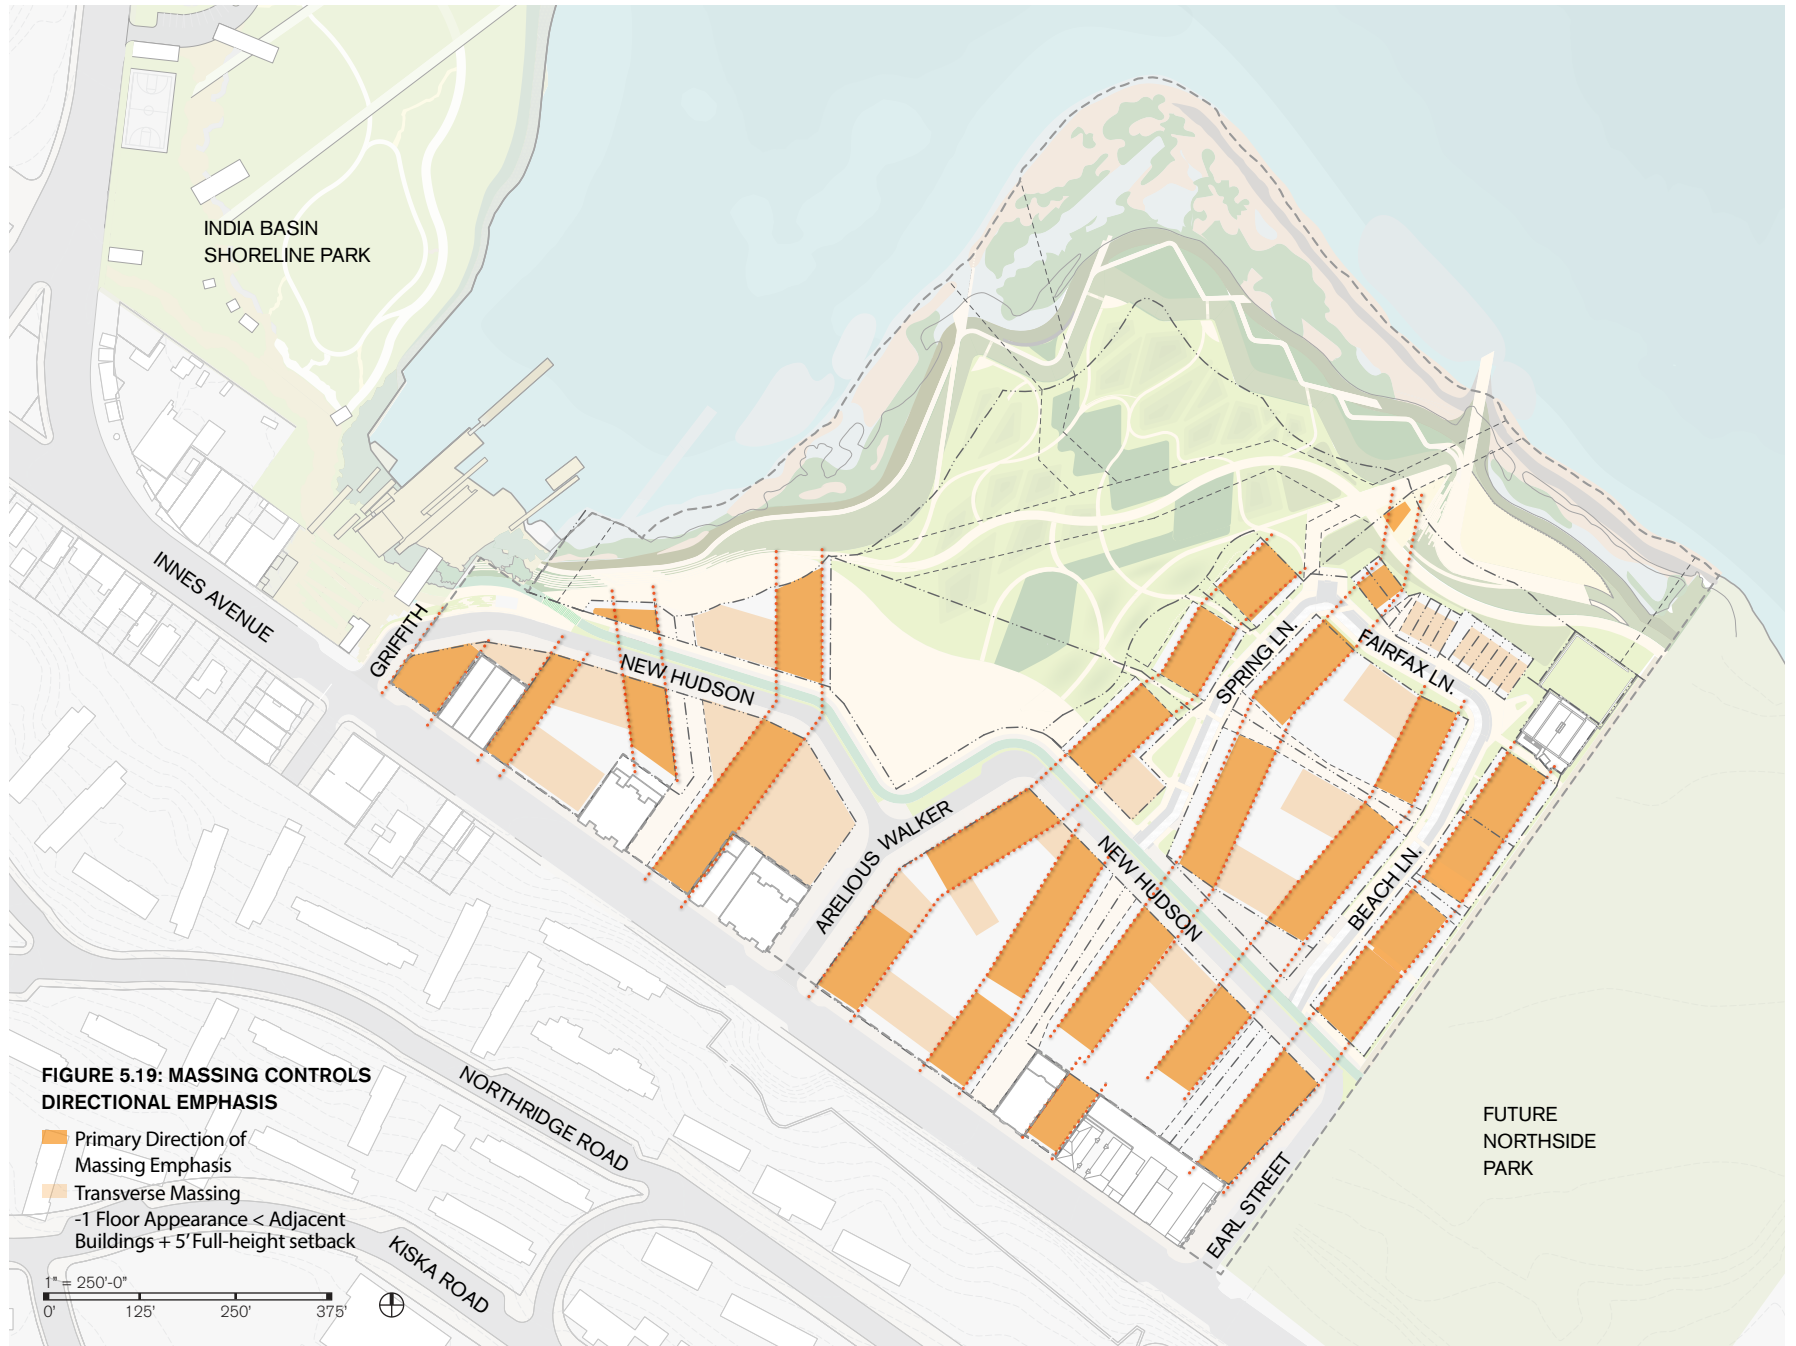 INDIA BASIN
SHORELINE PARK
INNES AVENUE
GRIFFITH
NEW HUDSON
SPRING LN.
FAIRFAX LN.
ARELIOUS WALKER
NEW HUDSON
BEACH LN.
EARL STREET
FUTURE
NORTHSIDE
PARK
NORTHRIDGE ROAD
KISKA ROAD
FIGURE 5.19: MASSING CONTROLS
DIRECTIONAL EMPHASIS
Primary Direction of
Massing Emphasis
Transverse Massing
-1 Floor Appearance < Adjacent
Buildings + 5' Full-height setback
1" = 250'-0"
0' 125' 250' 375'